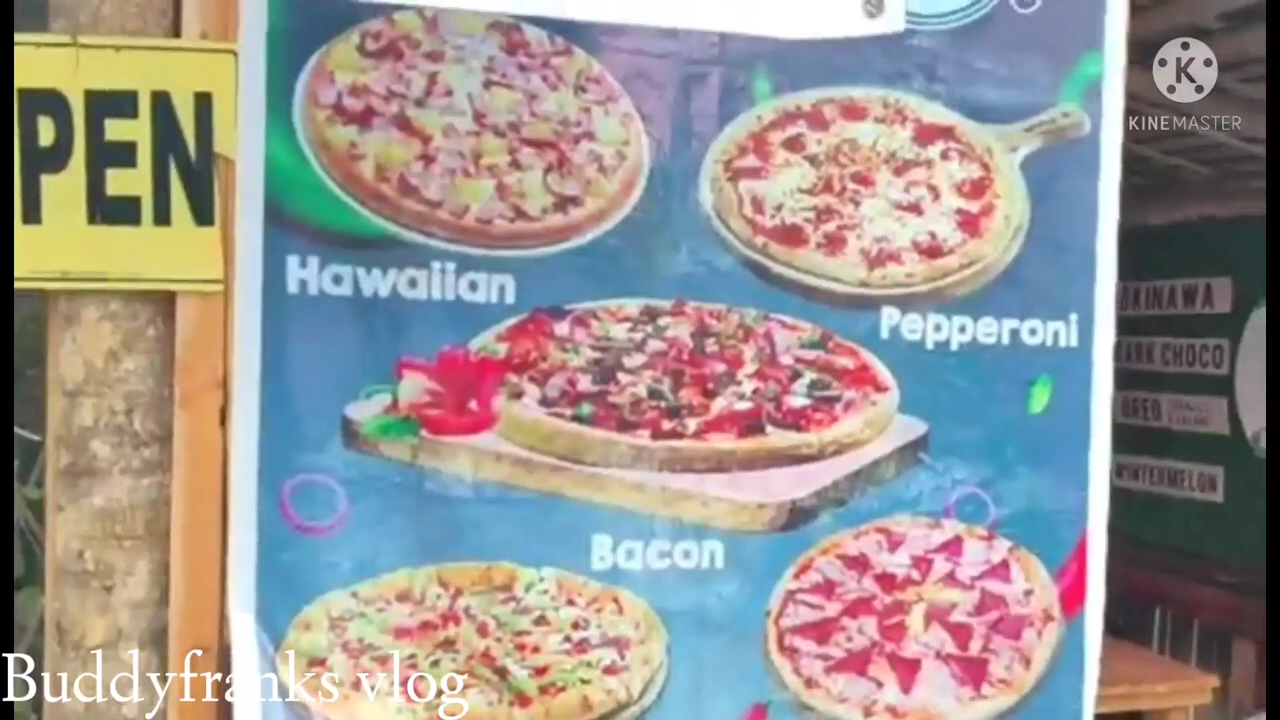 PEN
K
KINEMASTER
Hawaiian
Pepperoni
OKINAWA
DARK CHOCO
OREO
WINTERMELON
Bacon
Buddyfranks vlog